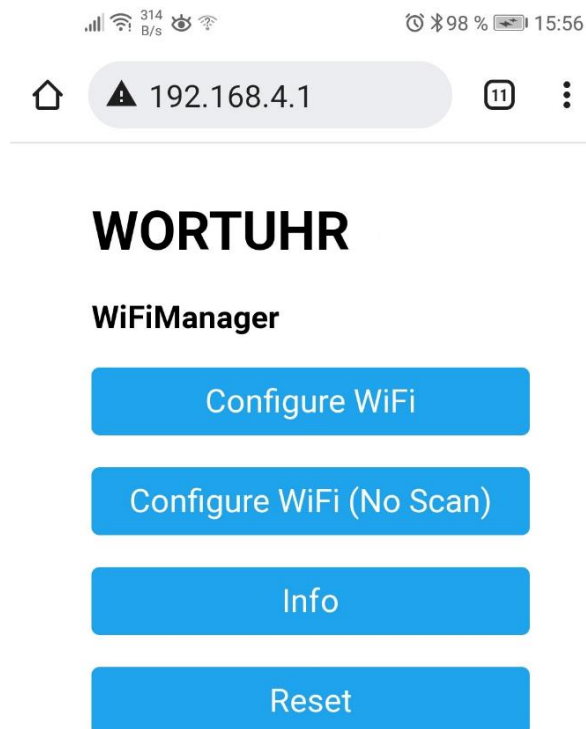 314
B/s
98 %
15:56
192.168.4.1
11
WORTUHR
WiFiManager
Configure WiFi
Configure WiFi (No Scan)
Info
Reset